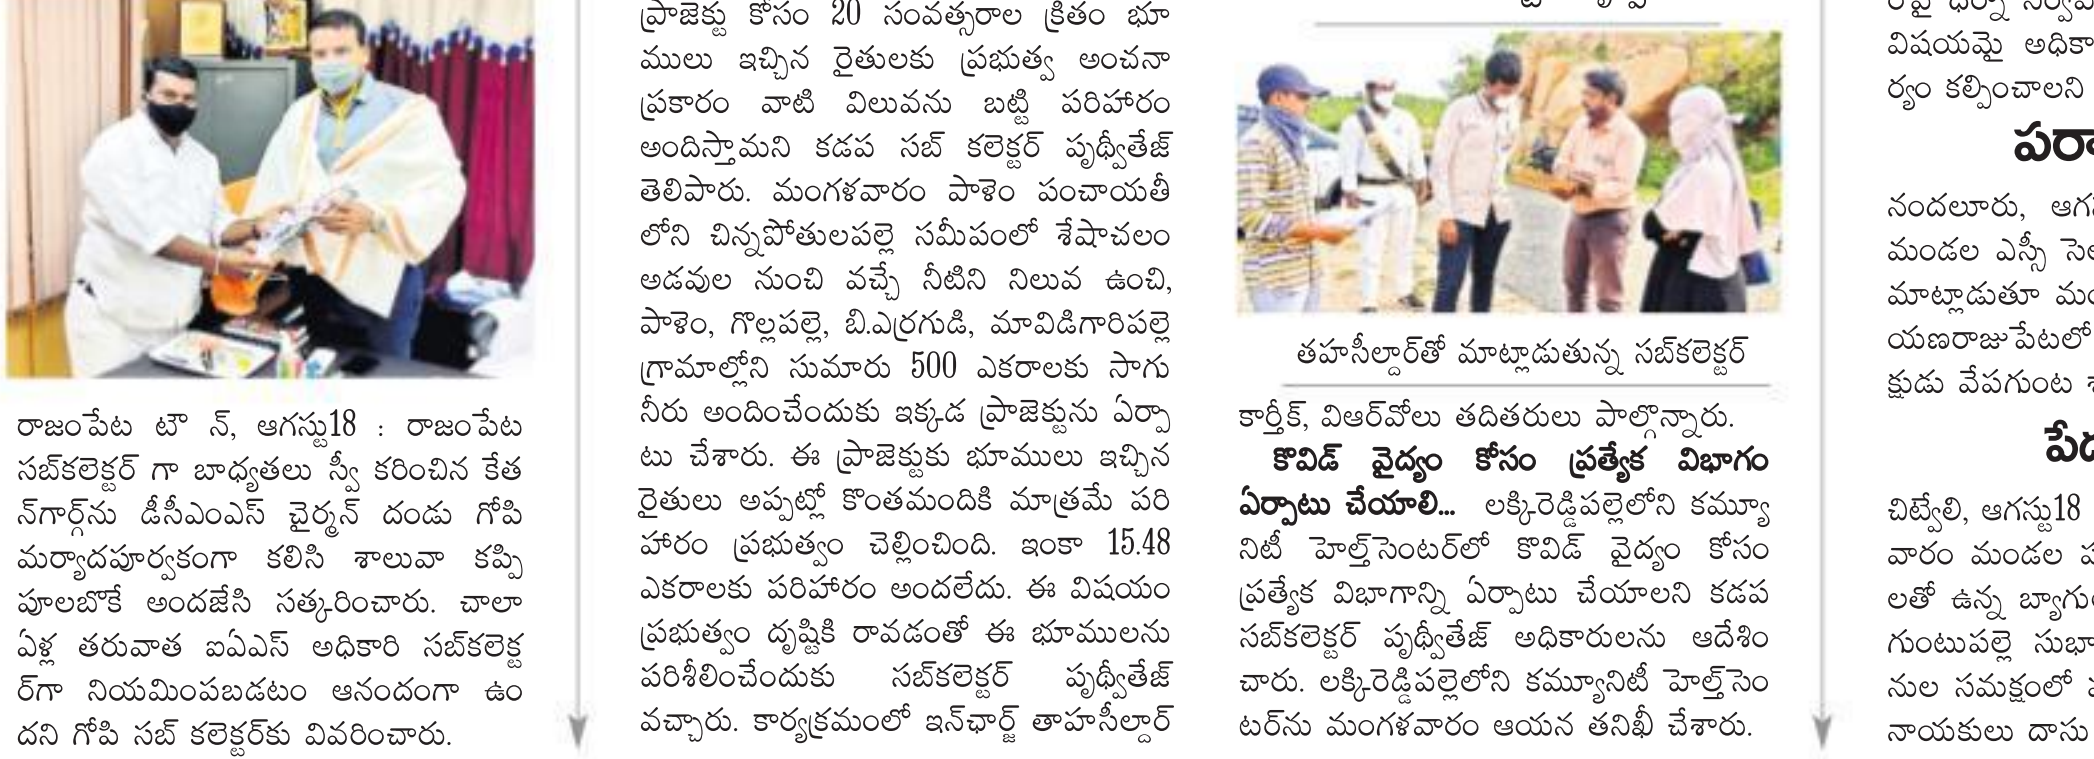 రాజంపేట టౌ న్, ఆగస్టు18 : రాజంపేట
సబ్‌కలెక్టర్ గా బాధ్యతలు స్వీ కరించిన కేత
న్‌గార్గ్‌ను డీసీఎంఎస్ చైర్మన్ దండు గోపి
మర్యాదపూర్వకంగా కలిసి శాలువా కప్పి
పూలబొకే అందజేసి సత్కరించారు. చాలా
ఏళ్ల తరువాత ఐఏఎస్ అధికారి సబ్‌కలెక్ట
ర్‌గా నియమింపబడటం ఆనందంగా ఉం
దని గోపి సబ్ కలెక్టర్‌కు వివరించారు.
ప్రాజెక్టు కోసం 20 సంవత్సరాల క్రితం భూ
ములు ఇచ్చిన రైతులకు ప్రభుత్వ అంచనా
ప్రకారం వాటి విలువను బట్టి పరిహారం
అందిస్తామని కడప సబ్ కలెక్టర్ పృథ్వీతేజ్
తెలిపారు. మంగళవారం పాళెం పంచాయతీ
లోని చిన్నపోతులపల్లె సమీపంలో శేషాచలం
అడవుల నుంచి వచ్చే నీటిని నిలువ ఉంచి,
పాళెం, గొల్లపల్లె, బి.ఎర్రగుడి, మావిడిగారిపల్లె
గ్రామాల్లోని సుమారు 500 ఎకరాలకు సాగు
నీరు అందించేందుకు ఇక్కడ ప్రాజెక్టును ఏర్పా
టు చేశారు. ఈ ప్రాజెక్టుకు భూములు ఇచ్చిన
రైతులు అప్పట్లో కొంతమందికి మాత్రమే పరి
హారం ప్రభుత్వం చెల్లించింది. ఇంకా 15.48
ఎకరాలకు పరిహారం అందలేదు. ఈ విషయం
ప్రభుత్వం దృష్టికి రావడంతో ఈ భూములను
పరిశీలించేందుకు సబ్‌కలెక్టర్ పృథ్వీతేజ్
వచ్చారు. కార్యక్రమంలో ఇన్‌ఛార్జ్ తాహసీల్దార్
తహసీల్దార్‌తో మాట్లాడుతున్న సబ్‌కలెక్టర్
కార్తీక్, విఆర్‌వోలు తదితరులు పాల్గొన్నారు.
కొవిడ్ వైద్యం కోసం ప్రత్యేక విభాగం
ఏర్పాటు చేయాలి... లక్కిరెడ్డిపల్లెలోని కమ్యూ
నిటీ హెల్త్‌సెంటర్‌లో కొవిడ్ వైద్యం కోసం
ప్రత్యేక విభాగాన్ని ఏర్పాటు చేయాలని కడప
సబ్‌కలెక్టర్ పృథ్వీతేజ్ అధికారులను ఆదేశిం
చారు. లక్కిరెడ్డిపల్లెలోని కమ్యూనిటీ హెల్త్‌సెం
టర్‌ను మంగళవారం ఆయన తనిఖీ చేశారు.
విషయమై అధికా
ర్యం కల్పించాలని
పరా
నందలూరు, ఆగ
మండల ఎస్సీ సెల
మాట్లాడుతూ మం
యణరాజుపేటలో
క్షుడు వేపగుంట
పేద
చిట్వేలి, ఆగస్టు18
వారం మండల
లతో ఉన్న బ్యాగు
గుంటుపల్లె సుభా
నుల సమక్షంలో
నాయకులు దాసు